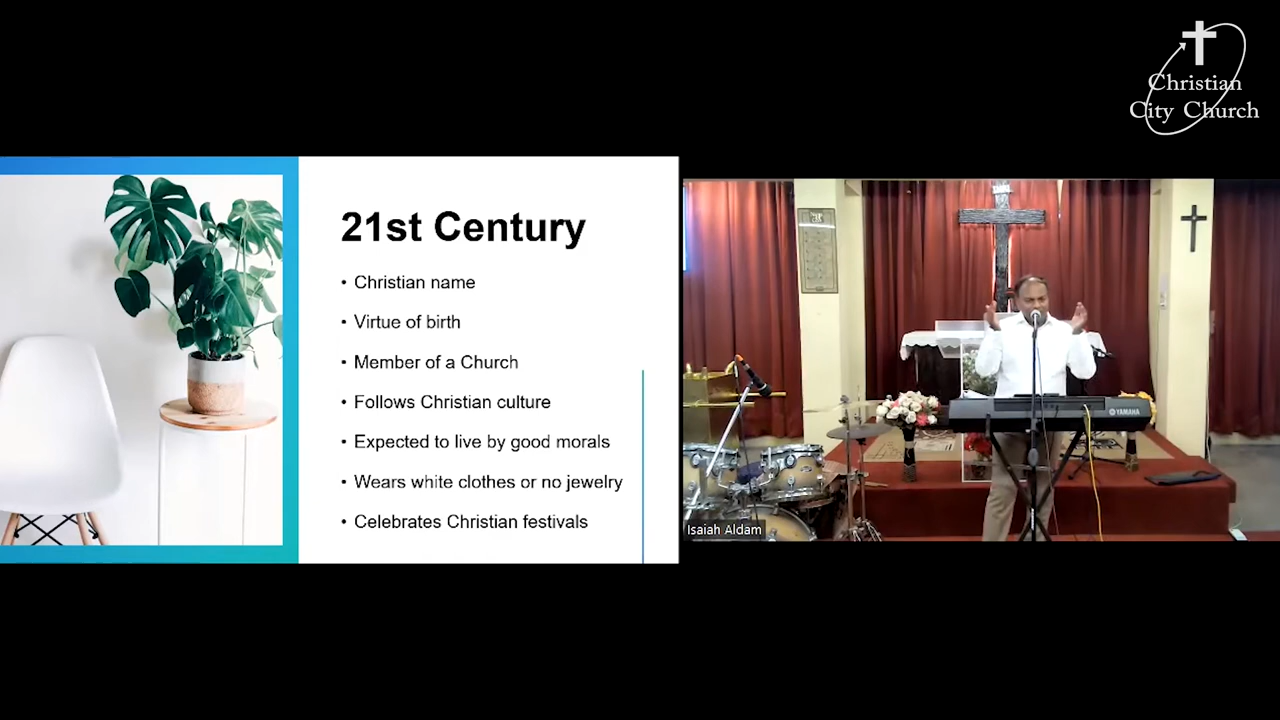 Christian
City Church
21st Century
• Christian name
• Virtue of birth
• Member of a Church
• Follows Christian culture
• Expected to live by good morals
• Wears white clothes or no jewelry
• Celebrates Christian festivals
YAMAHA
Isaiah Aldam